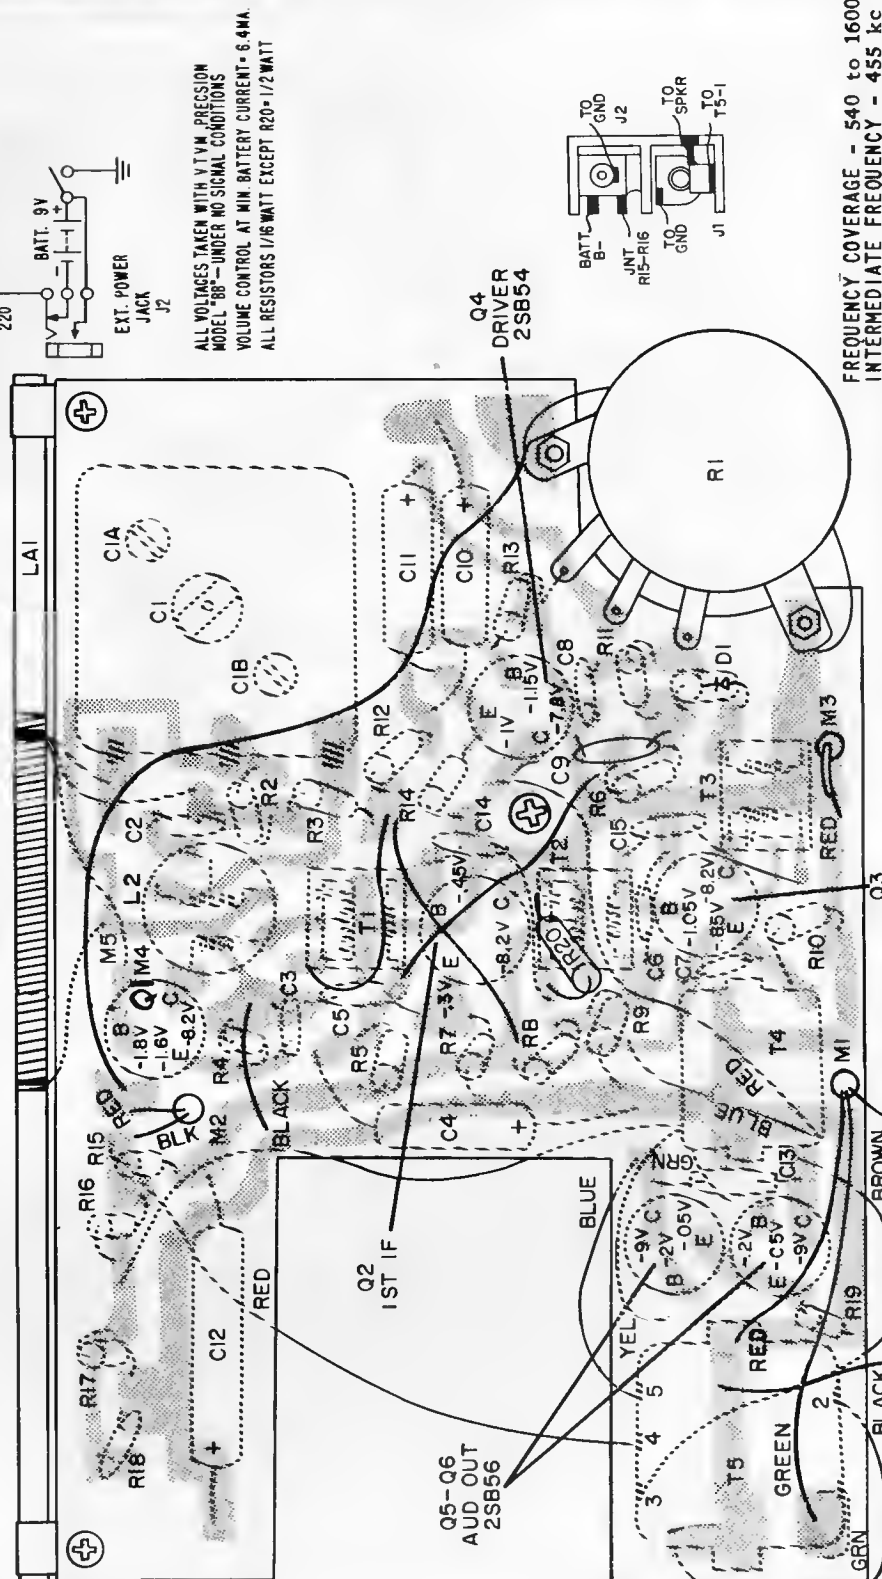 220
BATT. 9V
-
+
EXT. POWER
JACK
J2
ALL VOLTAGES TAKEN WITH VTVM, PRECSION
MODEL "BB"—UNDER NO SIGNAL CONDITIONS
VOLUME CONTROL AT MIN. BATTERY CURRENT= 6.4MA.
ALL RESISTORS 1/16 WATT EXCEPT R20= 1/2 WATT
BATT
B-
JNT
R15-R16
TO
GND
J2
TO
GND
TO
SPKR
TO
T5-1
J1
FREQUENCY COVERAGE - 540 to 1600
INTERMEDIATE FREQUENCY - 455 kc
Q4
DRIVER
2SB54
LA1
C1A
C1
C1B
C11
+
C10
+
R13
R1
R12
E
-1V
B
-1.15V
C -7.8V
C8
R11
D1
C9
R14
C2
R2
R3
L2
M5
C14
T2
R6
C15
T3
M3
RED
Q1
M4
B
-1.8V
-1.6V
E
C
-8.2V
T1
B
-.45V
E
-8.2V C
-.3V
R20
C6
C7
B
-1.05V
-.85V
-8.2V
C
E
Q3
R10
C3
C5
R4
R5
R7
R8
R9
T4
RED
BLUE
M1
RED
BLK
M2
BLACK
C4
+
R15
R16
Q2
1ST IF
BLUE
GRN
C13
BROWN
-9V C
-.2V
B
-.05V
E
-.2V B
E -.05V
-9V C
R19
YEL
RED
RED
C12
+
R17
R18
Q5-Q6
AUD OUT
2SB56
3
4
5
T5
2
GREEN
BLACK
GRN